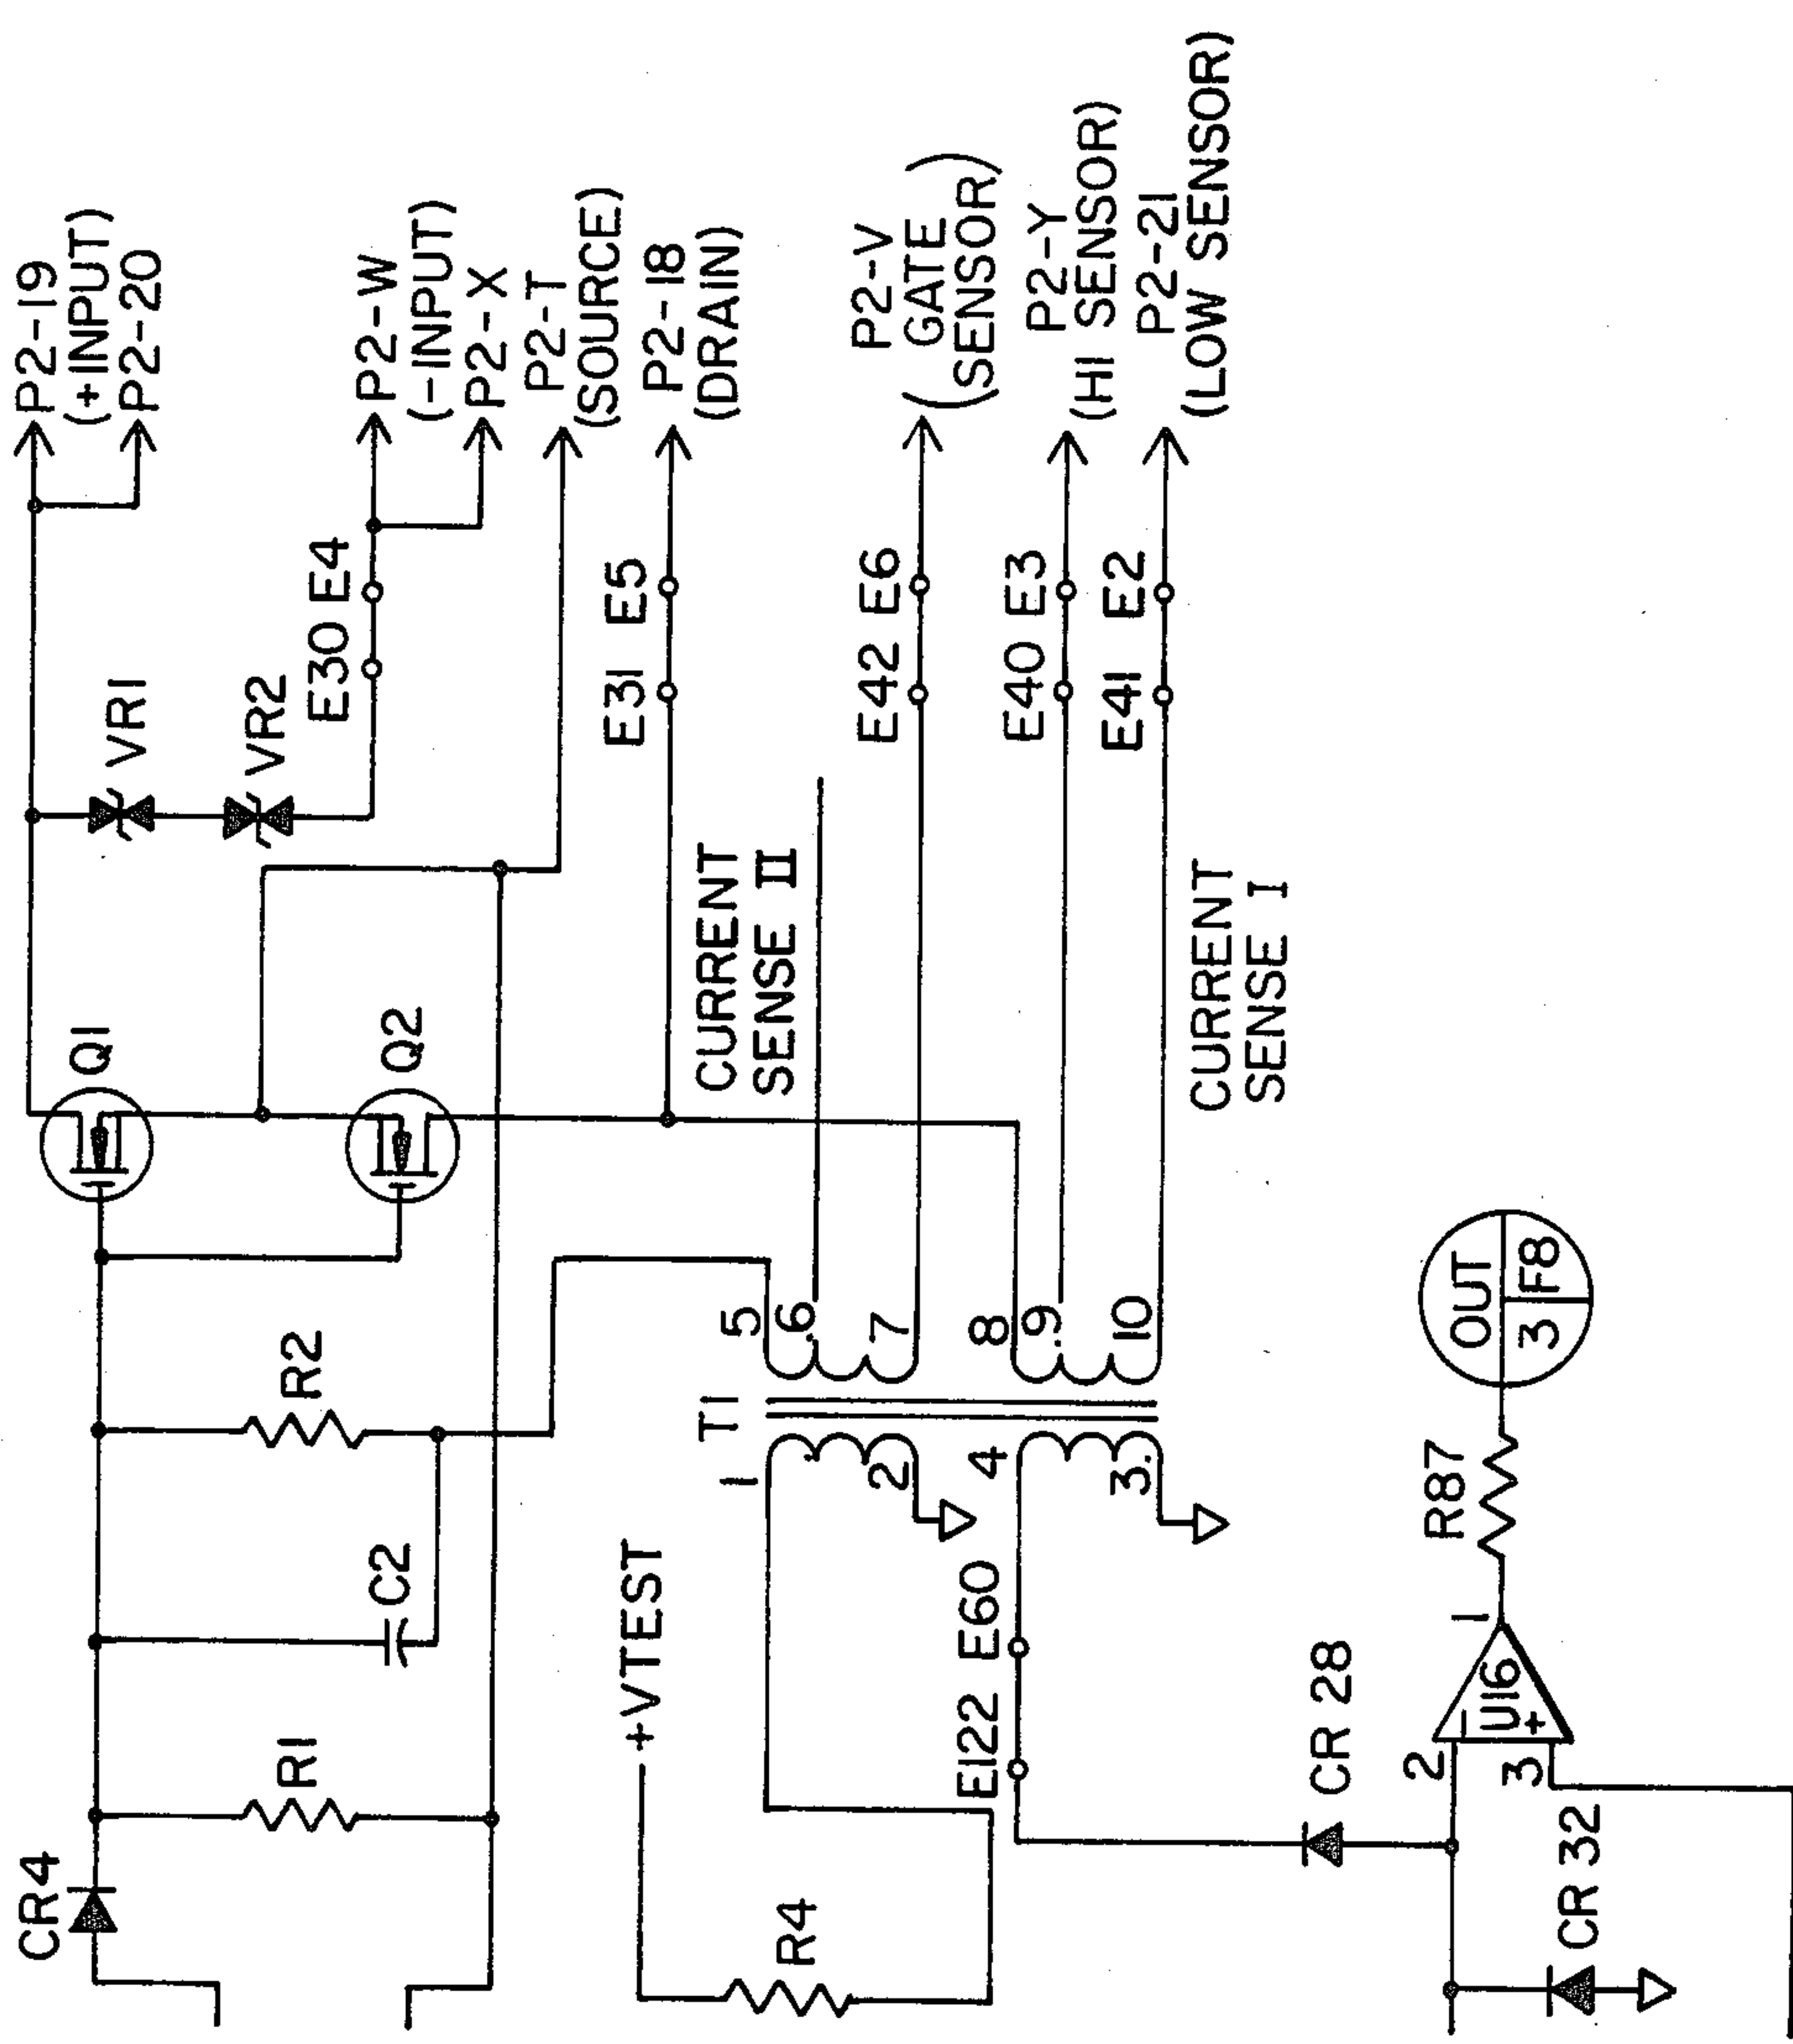 P2-19
(+INPUT)
P2-20
P2-W
(-INPUT)
P2-X
P2-T
(SOURCE)
P2-18
(DRAIN)
P2-V
(GATE
SENSOR)
P2-Y
(HI SENSOR)
P2-21
(LOW SENSOR)
VR1
VR2
E30 E4
E31 E5
E42 E6
E40 E3
E41 E2
CURRENT
SENSE II
CURRENT
SENSE I
Q1
Q2
R2
C2
R1
CR4
T1
5
.6
7
8
.9
10
1
2
4
3.
+VTEST
R4
E122 E60
CR 28
CR 32
2
3
-
U16
+
1
R87
OUT
3 F8